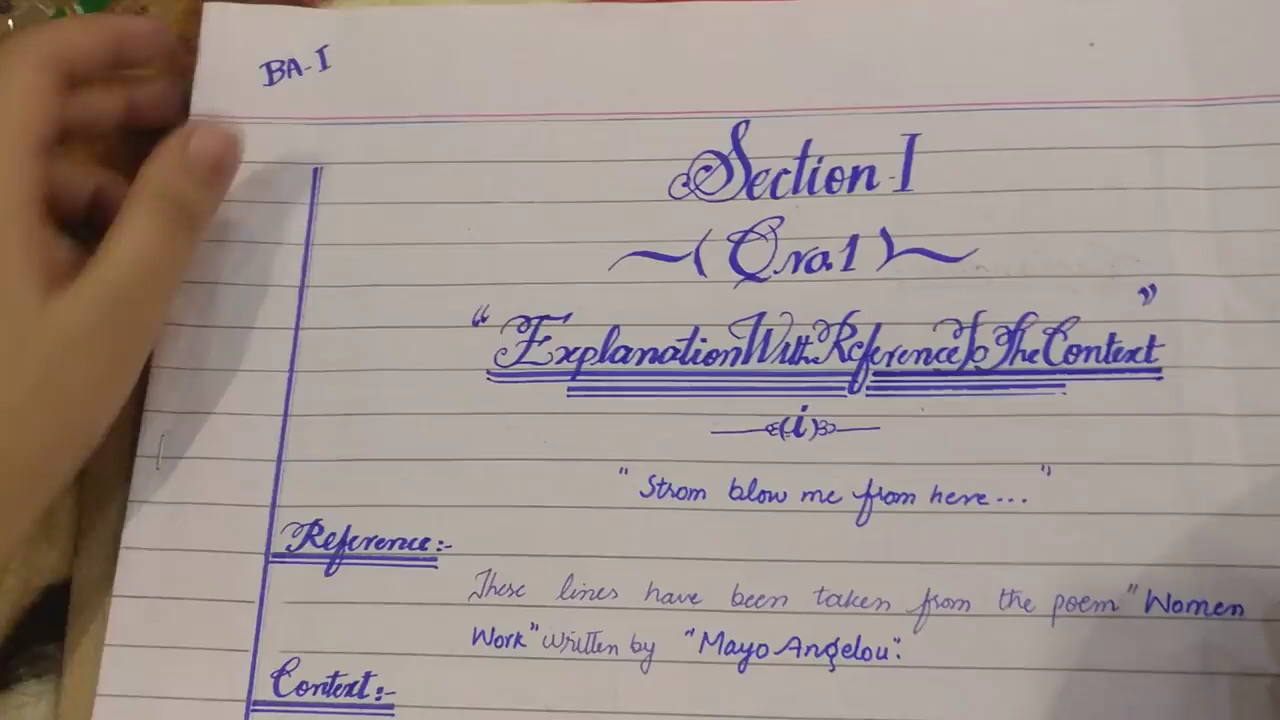 BA-I
Section-I
(Qno.1)
"Explanation With Reference To The Context"
(i)
"Strom blow me from here..."
Reference:-
These lines have been taken from the poem "Women
Work" written by "Mayo Angelou".
Context:-